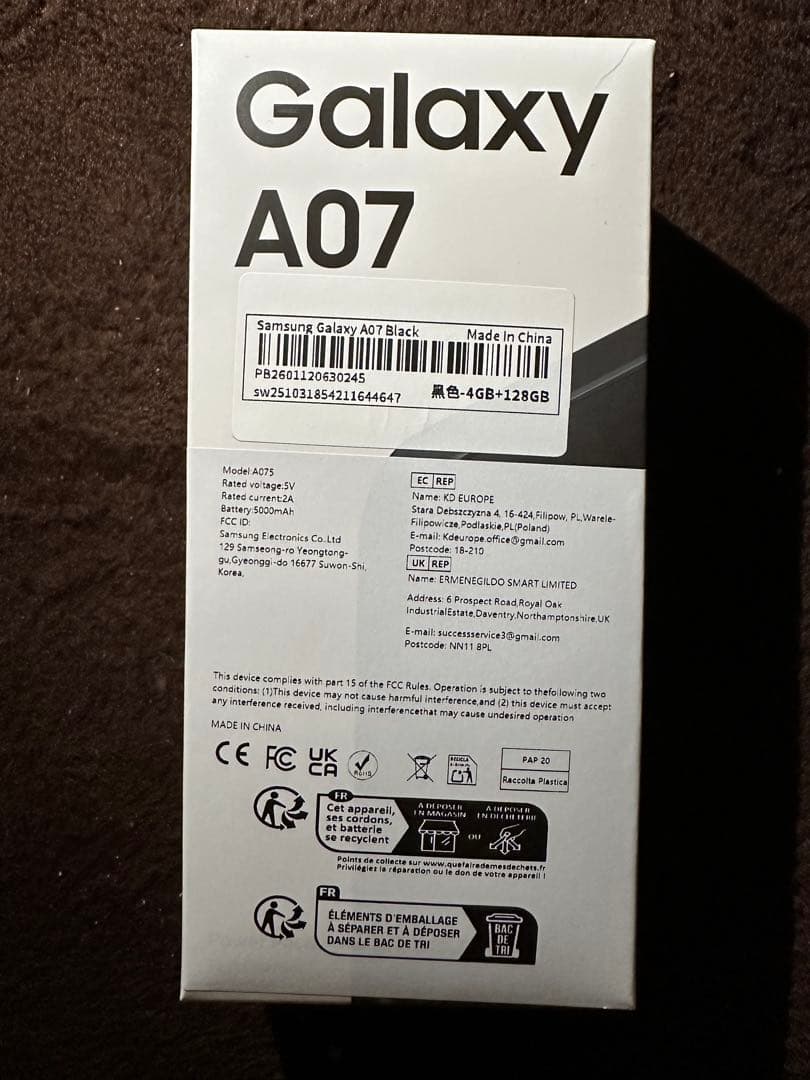 Galaxy
A07
Samsung Galaxy A07 Black Made In China
PB2601120630245
sw251031854211644647 黑色-4GB+128GB
Model:A075
Rated voltage:5V
Rated current:2A
Battery:5000mAh
FCC ID:
Samsung Electronics Co.Ltd
129 Samseong-ro Yeongtong-
gu,Gyeonggi-do 16677 Suwon-Shi,
Korea,
EC REP
Name: KD EUROPE
Stara Debszczyzna 4, 16-424,Filipow, PL,Warele-
Filipowicze,Podlaskie,PL(Poland)
E-mail: Kdeurope.office@gmail.com
Postcode: 18-210
UK REP
Name: ERMENEGILDO SMART LIMITED
Address: 6 Prospect Road,Royal Oak
IndustrialEstate,Daventry,Northamptonshire,UK
E-mail: successservice3@gmail.com
Postcode: NN11 8PL
This device complies with part 15 of the FCC Rules. Operation is subject to thefollowing two
conditions: (1)This device may not cause harmful interference,and (2) this device must accept
any interference received, including interferencethat may cause undesired operation
MADE IN CHINA
CE FC UK
CA
RoHS
RECICLA
PAP 20
Raccolta Plastica
FR
Cet appareil,
ses cordons,
et batterie
se recyclent
À DÉPOSER
EN MAGASIN
OU
À DÉPOSER
EN DÉCHÈTERIE
Points de collecte sur www.quefairedemesdechets.fr
Privilégiez la réparation ou le don de votre appareil !
FR
ÉLÉMENTS D'EMBALLAGE
À SÉPARER ET À DÉPOSER
DANS LE BAC DE TRI
BAC
DE
TRI